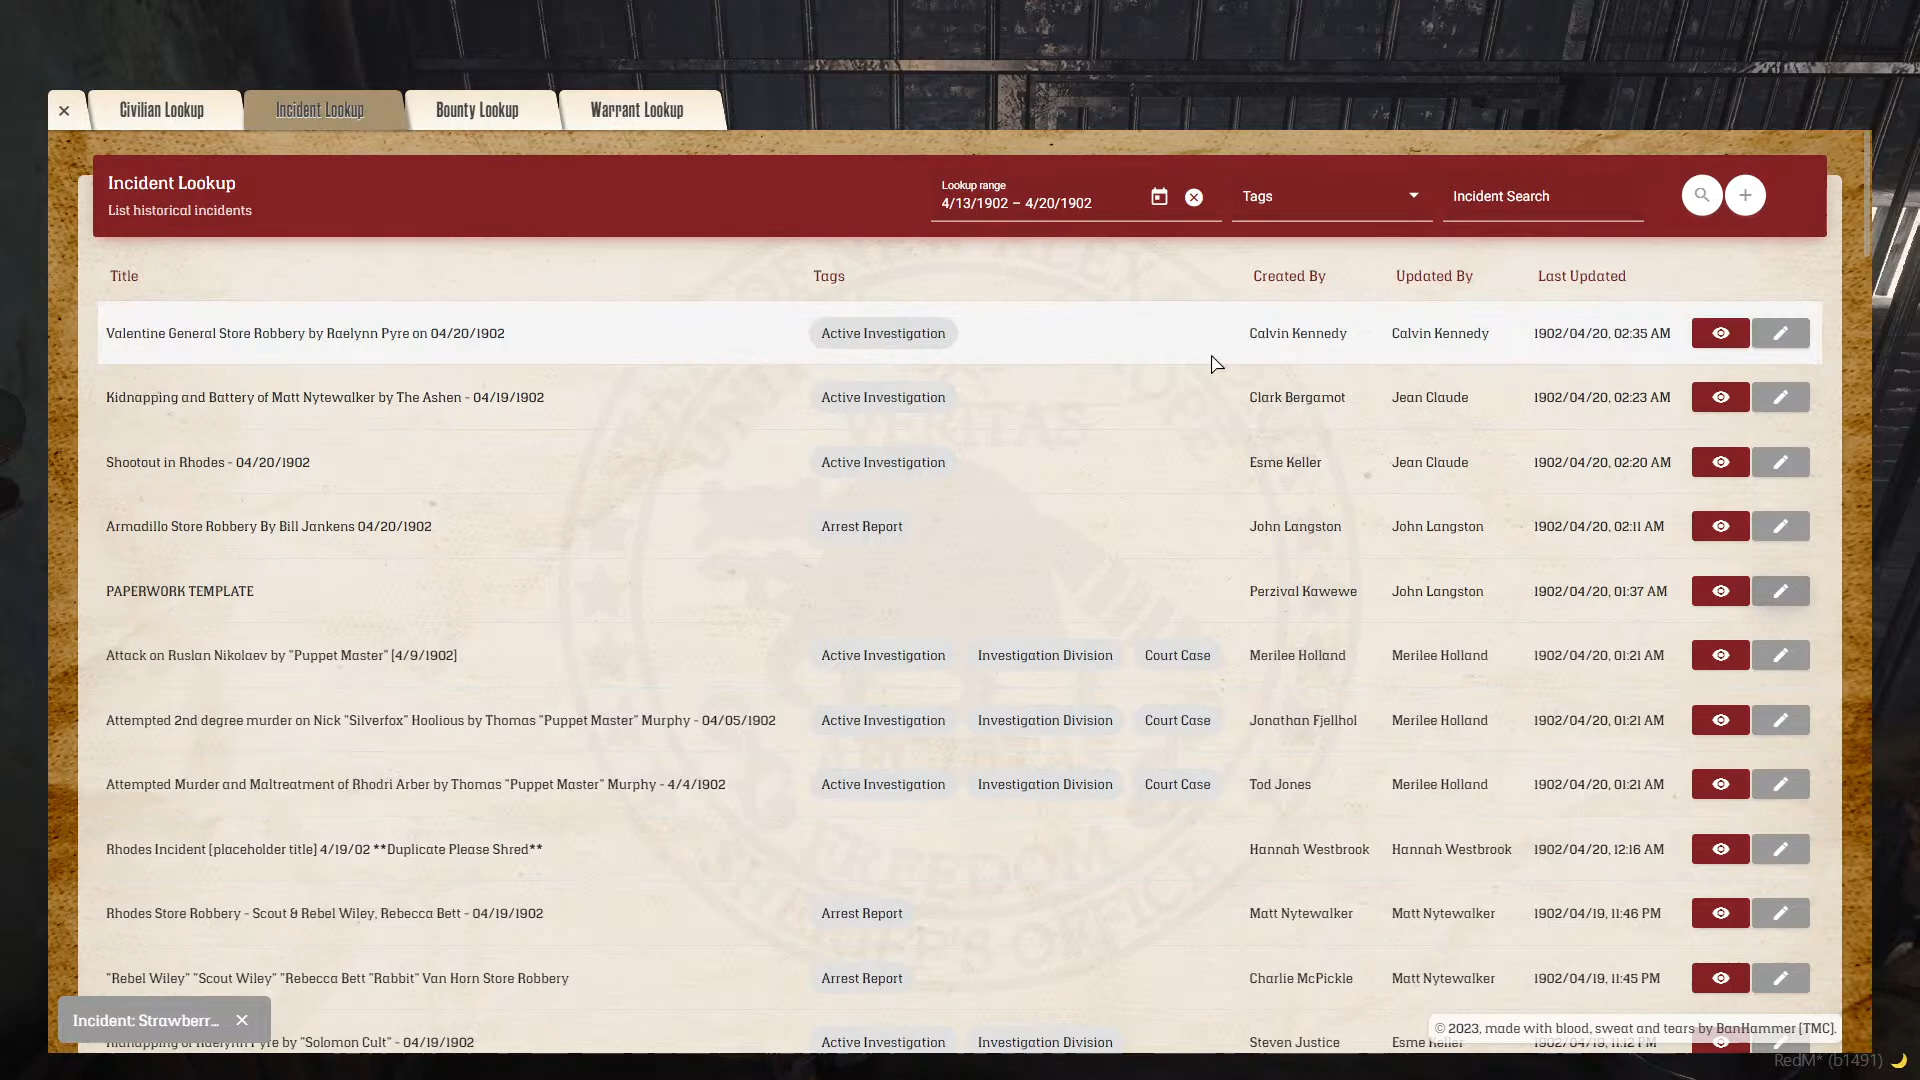 Civilian Lookup Incident Lookup Bounty Lookup Warrant Lookup
Incident Lookup
List historical incidents
Lookup range
4/13/1902 – 4/20/1902
Tags
Incident Search
Title Tags Created By Updated By Last Updated
Valentine General Store Robbery by Raelynn Pyre on 04/20/1902 Active Investigation Calvin Kennedy Calvin Kennedy 1902/04/20, 02:35 AM
Kidnapping and Battery of Matt Nytewalker by The Ashen - 04/19/1902 Active Investigation Clark Bergamot Jean Claude 1902/04/20, 02:23 AM
Shootout in Rhodes - 04/20/1902 Active Investigation Esme Keller Jean Claude 1902/04/20, 02:20 AM
Armadillo Store Robbery By Bill Jankens 04/20/1902 Arrest Report John Langston John Langston 1902/04/20, 02:11 AM
PAPERWORK TEMPLATE Perzival Kawewe John Langston 1902/04/20, 01:37 AM
Attack on Ruslan Nikolaev by "Puppet Master" [4/9/1902] Active Investigation Investigation Division Court Case Merilee Holland Merilee Holland 1902/04/20, 01:21 AM
Attempted 2nd degree murder on Nick "Silverfox" Hoolious by Thomas "Puppet Master" Murphy - 04/05/1902 Active Investigation Investigation Division Court Case Jonathan Fjellhol Merilee Holland 1902/04/20, 01:21 AM
Attempted Murder and Maltreatment of Rhodri Arber by Thomas "Puppet Master" Murphy - 4/4/1902 Active Investigation Investigation Division Court Case Tod Jones Merilee Holland 1902/04/20, 01:21 AM
Rhodes Incident [placeholder title] 4/19/02 **Duplicate Please Shred** Hannah Westbrook Hannah Westbrook 1902/04/20, 12:16 AM
Rhodes Store Robbery - Scout & Rebel Wiley, Rebecca Bett - 04/19/1902 Arrest Report Matt Nytewalker Matt Nytewalker 1902/04/19, 11:46 PM
"Rebel Wiley" "Scout Wiley" "Rebecca Bett "Rabbit" Van Horn Store Robbery Arrest Report Charlie McPickle Matt Nytewalker 1902/04/19, 11:45 PM
Incident: Strawberr...
© 2023, made with blood, sweat and tears by BanHammer [TMC].
Kidnapping of Raelynn Pyre by "Solomon Cult" - 04/19/1902 Active Investigation Investigation Division Steven Justice Esme Keller 1902/04/19, 11:12 PM
RedM* (b1491)
VERITAS
FREEDOM
SHERIFF'S OFFICE